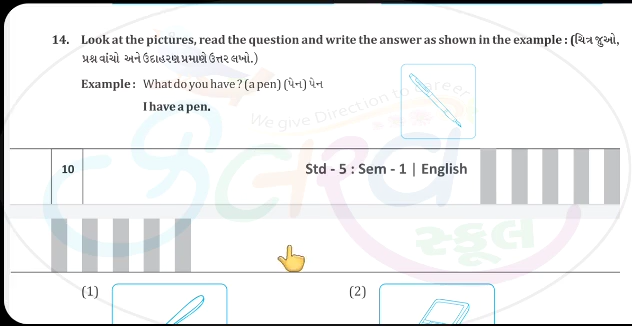 14. Look at the pictures, read the question and write the answer as shown in the example : (ચિત્ર જુઓ,
પ્રશ્ન વાંચો અને ઉદાહરણ પ્રમાણે ઉત્તર લખો.)
Example : What do you have ? (a pen) (પેન) પેન
I have a pen.
We give Direction to career
10
Std - 5 : Sem - 1 | English
સ્કૂલ
(1) (2)